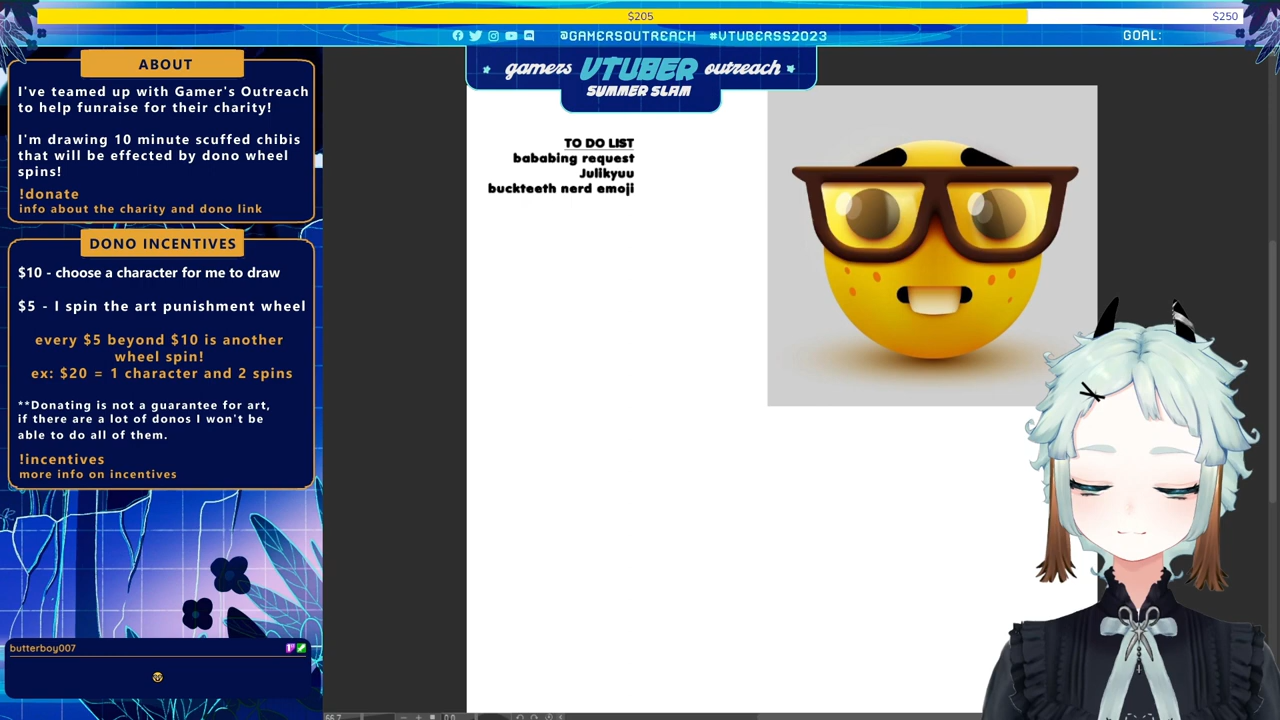 $205
$250
@GAMERSOUTREACH #VTUBERSS2023
GOAL:
gamers VTUBER outreach
SUMMER SLAM
ABOUT
I've teamed up with Gamer's Outreach
to help funraise for their charity!
I'm drawing 10 minute scuffed chibis
that will be effected by dono wheel
spins!
!donate
info about the charity and dono link
DONO INCENTIVES
$10 - choose a character for me to draw
$5 - I spin the art punishment wheel
every $5 beyond $10 is another
wheel spin!
ex: $20 = 1 character and 2 spins
**Donating is not a guarantee for art,
if there are a lot of donos I won't be
able to do all of them.
!incentives
more info on incentives
butterboy007
TO DO LIST
bababing request
Julikyuu
buckteeth nerd emoji
66.7
0.0